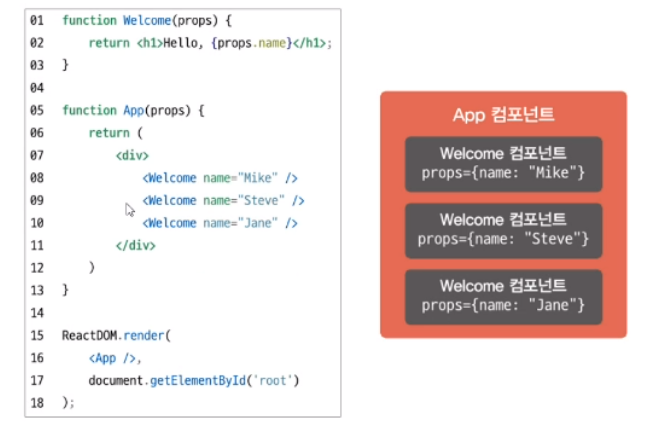 01 function Welcome(props) {
02     return <h1>Hello, {props.name}</h1>;
03 }
04
05 function App(props) {
06     return (
07         <div>
08             <Welcome name="Mike" />
09             <Welcome name="Steve" />
10             <Welcome name="Jane" />
11         </div>
12     )
13 }
14
15 ReactDOM.render(
16     <App />,
17     document.getElementById('root')
18 );
App 컴포넌트
Welcome 컴포넌트
props={name: "Mike"}
Welcome 컴포넌트
props={name: "Steve"}
Welcome 컴포넌트
props={name: "Jane"}